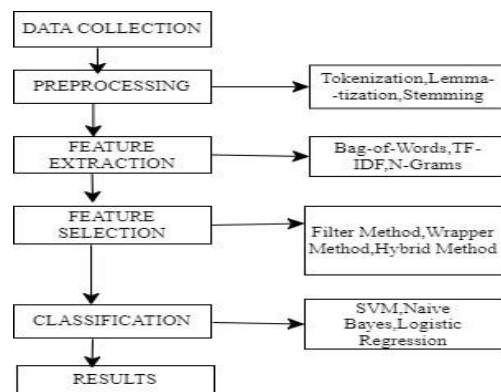 DATA COLLECTION
PREPROCESSING
Tokenization,Lemma-
-tization,Stemming
FEATURE
EXTRACTION
Bag-of-Words,TF-
IDF,N-Grams
FEATURE
SELECTION
Filter Method,Wrapper
Method,Hybrid Method
CLASSIFICATION
SVM,Naive
Bayes,Logistic
Regression
RESULTS